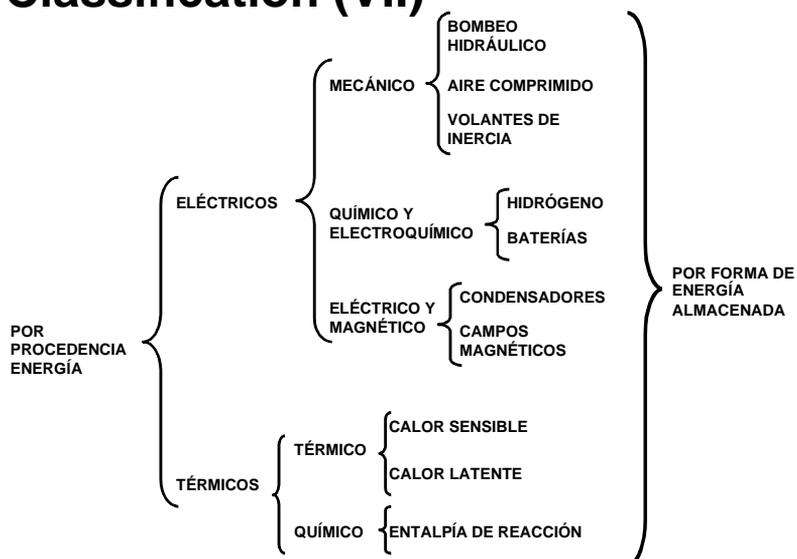 Classification (VII)
BOMBEO
HIDRÁULICO
MECÁNICO
AIRE COMPRIMIDO
VOLANTES DE
INERCIA
ELÉCTRICOS
QUÍMICO Y
ELECTROQUÍMICO
HIDRÓGENO
BATERÍAS
ELÉCTRICO Y
MAGNÉTICO
CONDENSADORES
CAMPOS
MAGNÉTICOS
POR FORMA DE
ENERGÍA
ALMACENADA
POR
PROCEDENCIA
ENERGÍA
TÉRMICOS
TÉRMICO
CALOR SENSIBLE
CALOR LATENTE
QUÍMICO
ENTALPÍA DE REACCIÓN